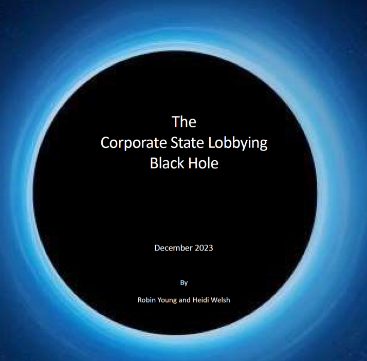 The
Corporate State Lobbying
Black Hole
December 2023
By
Robin Young and Heidi Welsh